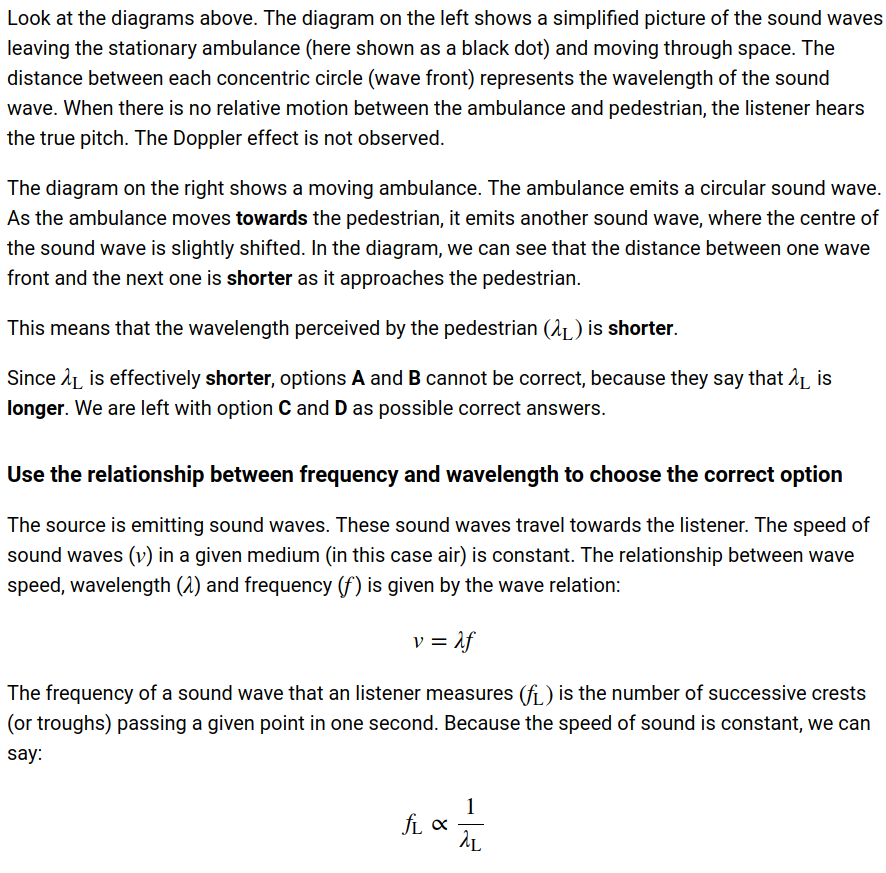 Look at the diagrams above. The diagram on the left shows a simplified picture of the sound waves
leaving the stationary ambulance (here shown as a black dot) and moving through space. The
distance between each concentric circle (wave front) represents the wavelength of the sound
wave. When there is no relative motion between the ambulance and pedestrian, the listener hears
the true pitch. The Doppler effect is not observed.
The diagram on the right shows a moving ambulance. The ambulance emits a circular sound wave.
As the ambulance moves towards the pedestrian, it emits another sound wave, where the centre of
the sound wave is slightly shifted. In the diagram, we can see that the distance between one wave
front and the next one is shorter as it approaches the pedestrian.
This means that the wavelength perceived by the pedestrian (λL) is shorter.
Since λL is effectively shorter, options A and B cannot be correct, because they say that λL is
longer. We are left with option C and D as possible correct answers.
Use the relationship between frequency and wavelength to choose the correct option
The source is emitting sound waves. These sound waves travel towards the listener. The speed of
sound waves (v) in a given medium (in this case air) is constant. The relationship between wave
speed, wavelength (λ) and frequency (f) is given by the wave relation:
v = λf
The frequency of a sound wave that an listener measures (fL) is the number of successive crests
(or troughs) passing a given point in one second. Because the speed of sound is constant, we can
say:
fL ∝ 1/λL